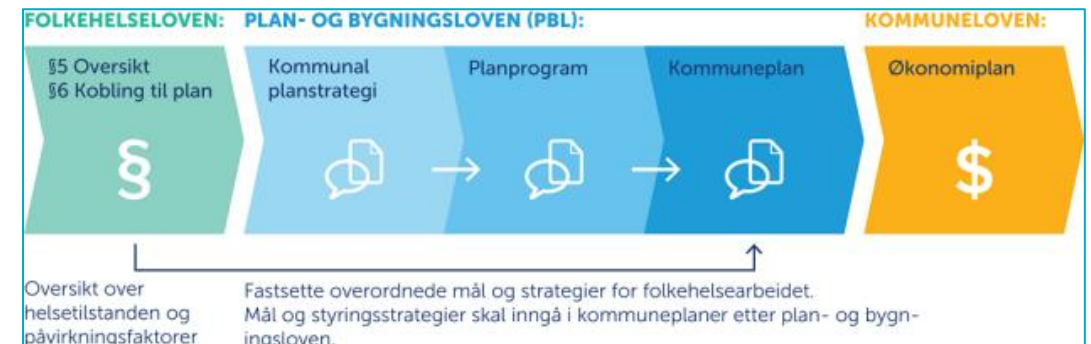 FOLKEHELSELOVEN:
PLAN- OG BYGNINGSLOVEN (PBL):
KOMMUNELOVEN:
§5 Oversikt
§6 Kobling til plan
§
Kommunal
planstrategi
Planprogram
Kommuneplan
Økonomiplan
$
Oversikt over
helsetilstanden og
påvirkningsfaktorer
Fastsette overordnede mål og strategier for folkehelsearbeidet.
Mål og styringsstrategier skal inngå i kommuneplaner etter plan- og bygn-
ingsloven.